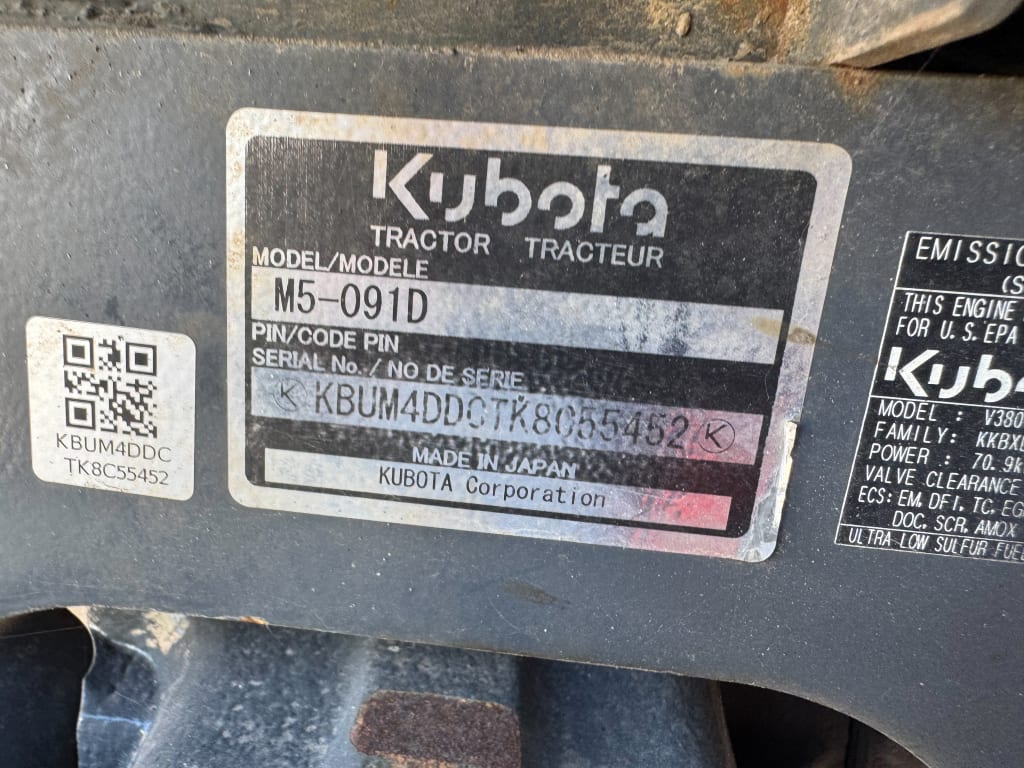 Kubota
TRACTOR TRACTEUR
MODEL/MODELE
M5-091D
PIN/CODE PIN
SERIAL No. / NO DE SERIE
KBUM4DDCTK8C55452
MADE IN JAPAN
KUBOTA Corporation
KBUM4DDC
TK8C55452
EMISSIO
(S
THIS ENGINE
FOR U.S. EPA
Kub
MODEL : V380
FAMILY: KKBX
POWER : 70.9k
VALVE CLEARANCE
ECS: EM, DFI, TC, EG
DOC, SCR, AMOX
ULTRA LOW SULFUR FUE